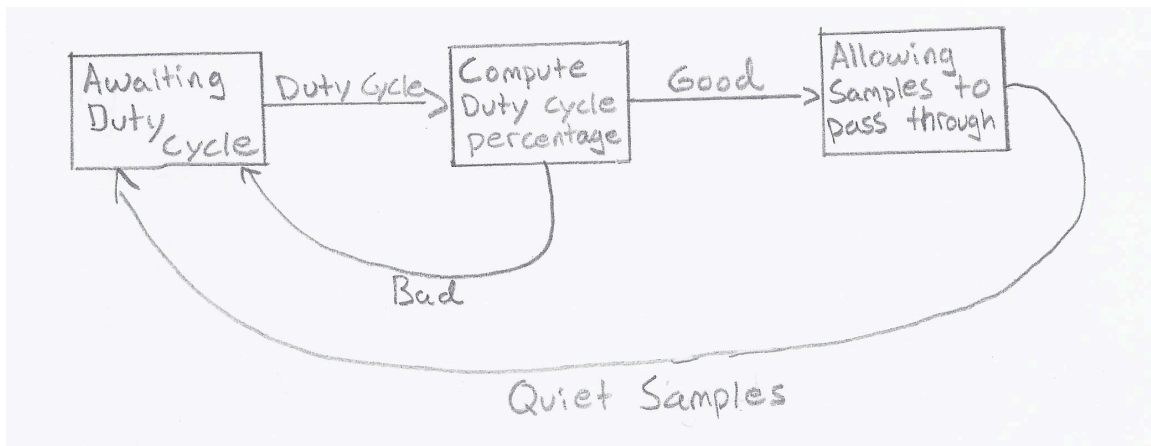 Awaiting
Duty
Cycle
Duty Cycle
Compute
Duty cycle
percentage
Good
Allowing
Samples to
pass through
Bad
Quiet Samples